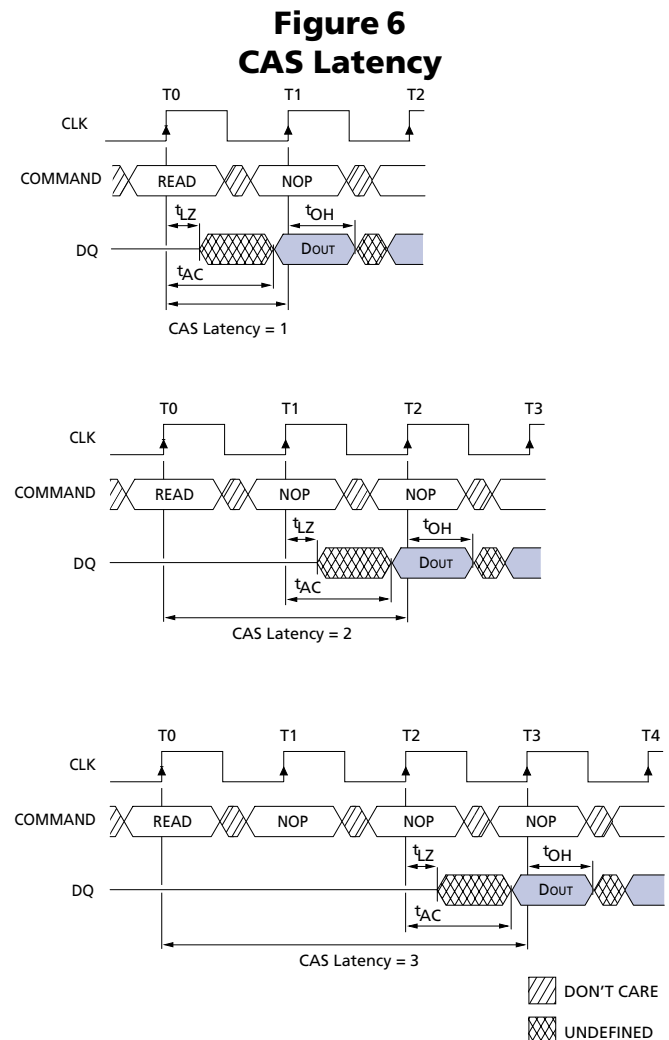 Figure 6
CAS Latency
T0 T1 T2
CLK
COMMAND READ NOP
tLZ tOH
DQ DOUT
tAC
CAS Latency = 1
T0 T1 T2 T3
CLK
COMMAND READ NOP NOP
tLZ tOH
DQ DOUT
tAC
CAS Latency = 2
T0 T1 T2 T3 T4
CLK
COMMAND READ NOP NOP NOP
tLZ tOH
DQ DOUT
tAC
CAS Latency = 3
DON'T CARE
UNDEFINED